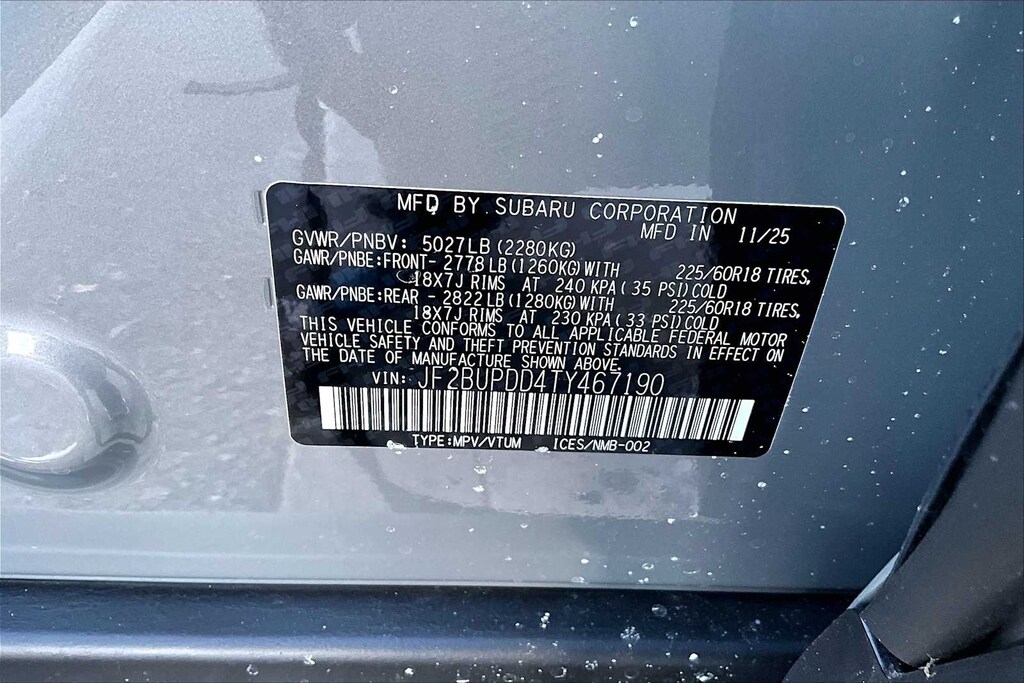 MFD BY SUBARU CORPORATION
MFD IN 11/25
GVWR/PNBV: 5027LB (2280KG)
GAWR/PNBE:FRONT- 2778 LB (1260KG) WITH 225/60R18 TIRES,
18X7J RIMS AT 240 KPA ( 35 PSI) COLD
GAWR/PNBE:REAR - 2822 LB (1280KG) WITH 225/60R18 TIRES,
18X7J RIMS AT 230 KPA ( 33 PSI) COLD
THIS VEHICLE CONFORMS TO ALL APPLICABLE FEDERAL MOTOR
VEHICLE SAFETY AND THEFT PREVENTION STANDARDS IN EFFECT ON
THE DATE OF MANUFACTURE SHOWN ABOVE.
VIN: JF2BUPDD4TY467190
TYPE:MPV/VTUM ICES/NMB-002